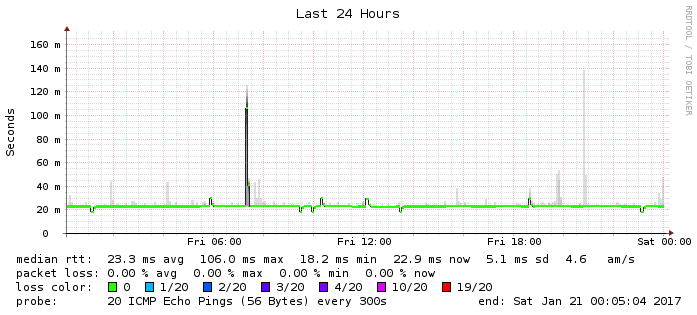 Last 24 Hours
RRDTOOL / TOBI OETIKER
Seconds
160 m
140 m
120 m
100 m
80 m
60 m
40 m
20 m
0
Fri 06:00 Fri 12:00 Fri 18:00 Sat 00:00
median rtt: 23.3 ms avg 106.0 ms max 18.2 ms min 22.9 ms now 5.1 ms sd 4.6 am/s
packet loss: 0.00 % avg 0.00 % max 0.00 % min 0.00 % now
loss color: 0 1/20 2/20 3/20 4/20 10/20 19/20
probe: 20 ICMP Echo Pings (56 Bytes) every 300s end: Sat Jan 21 00:05:04 2017